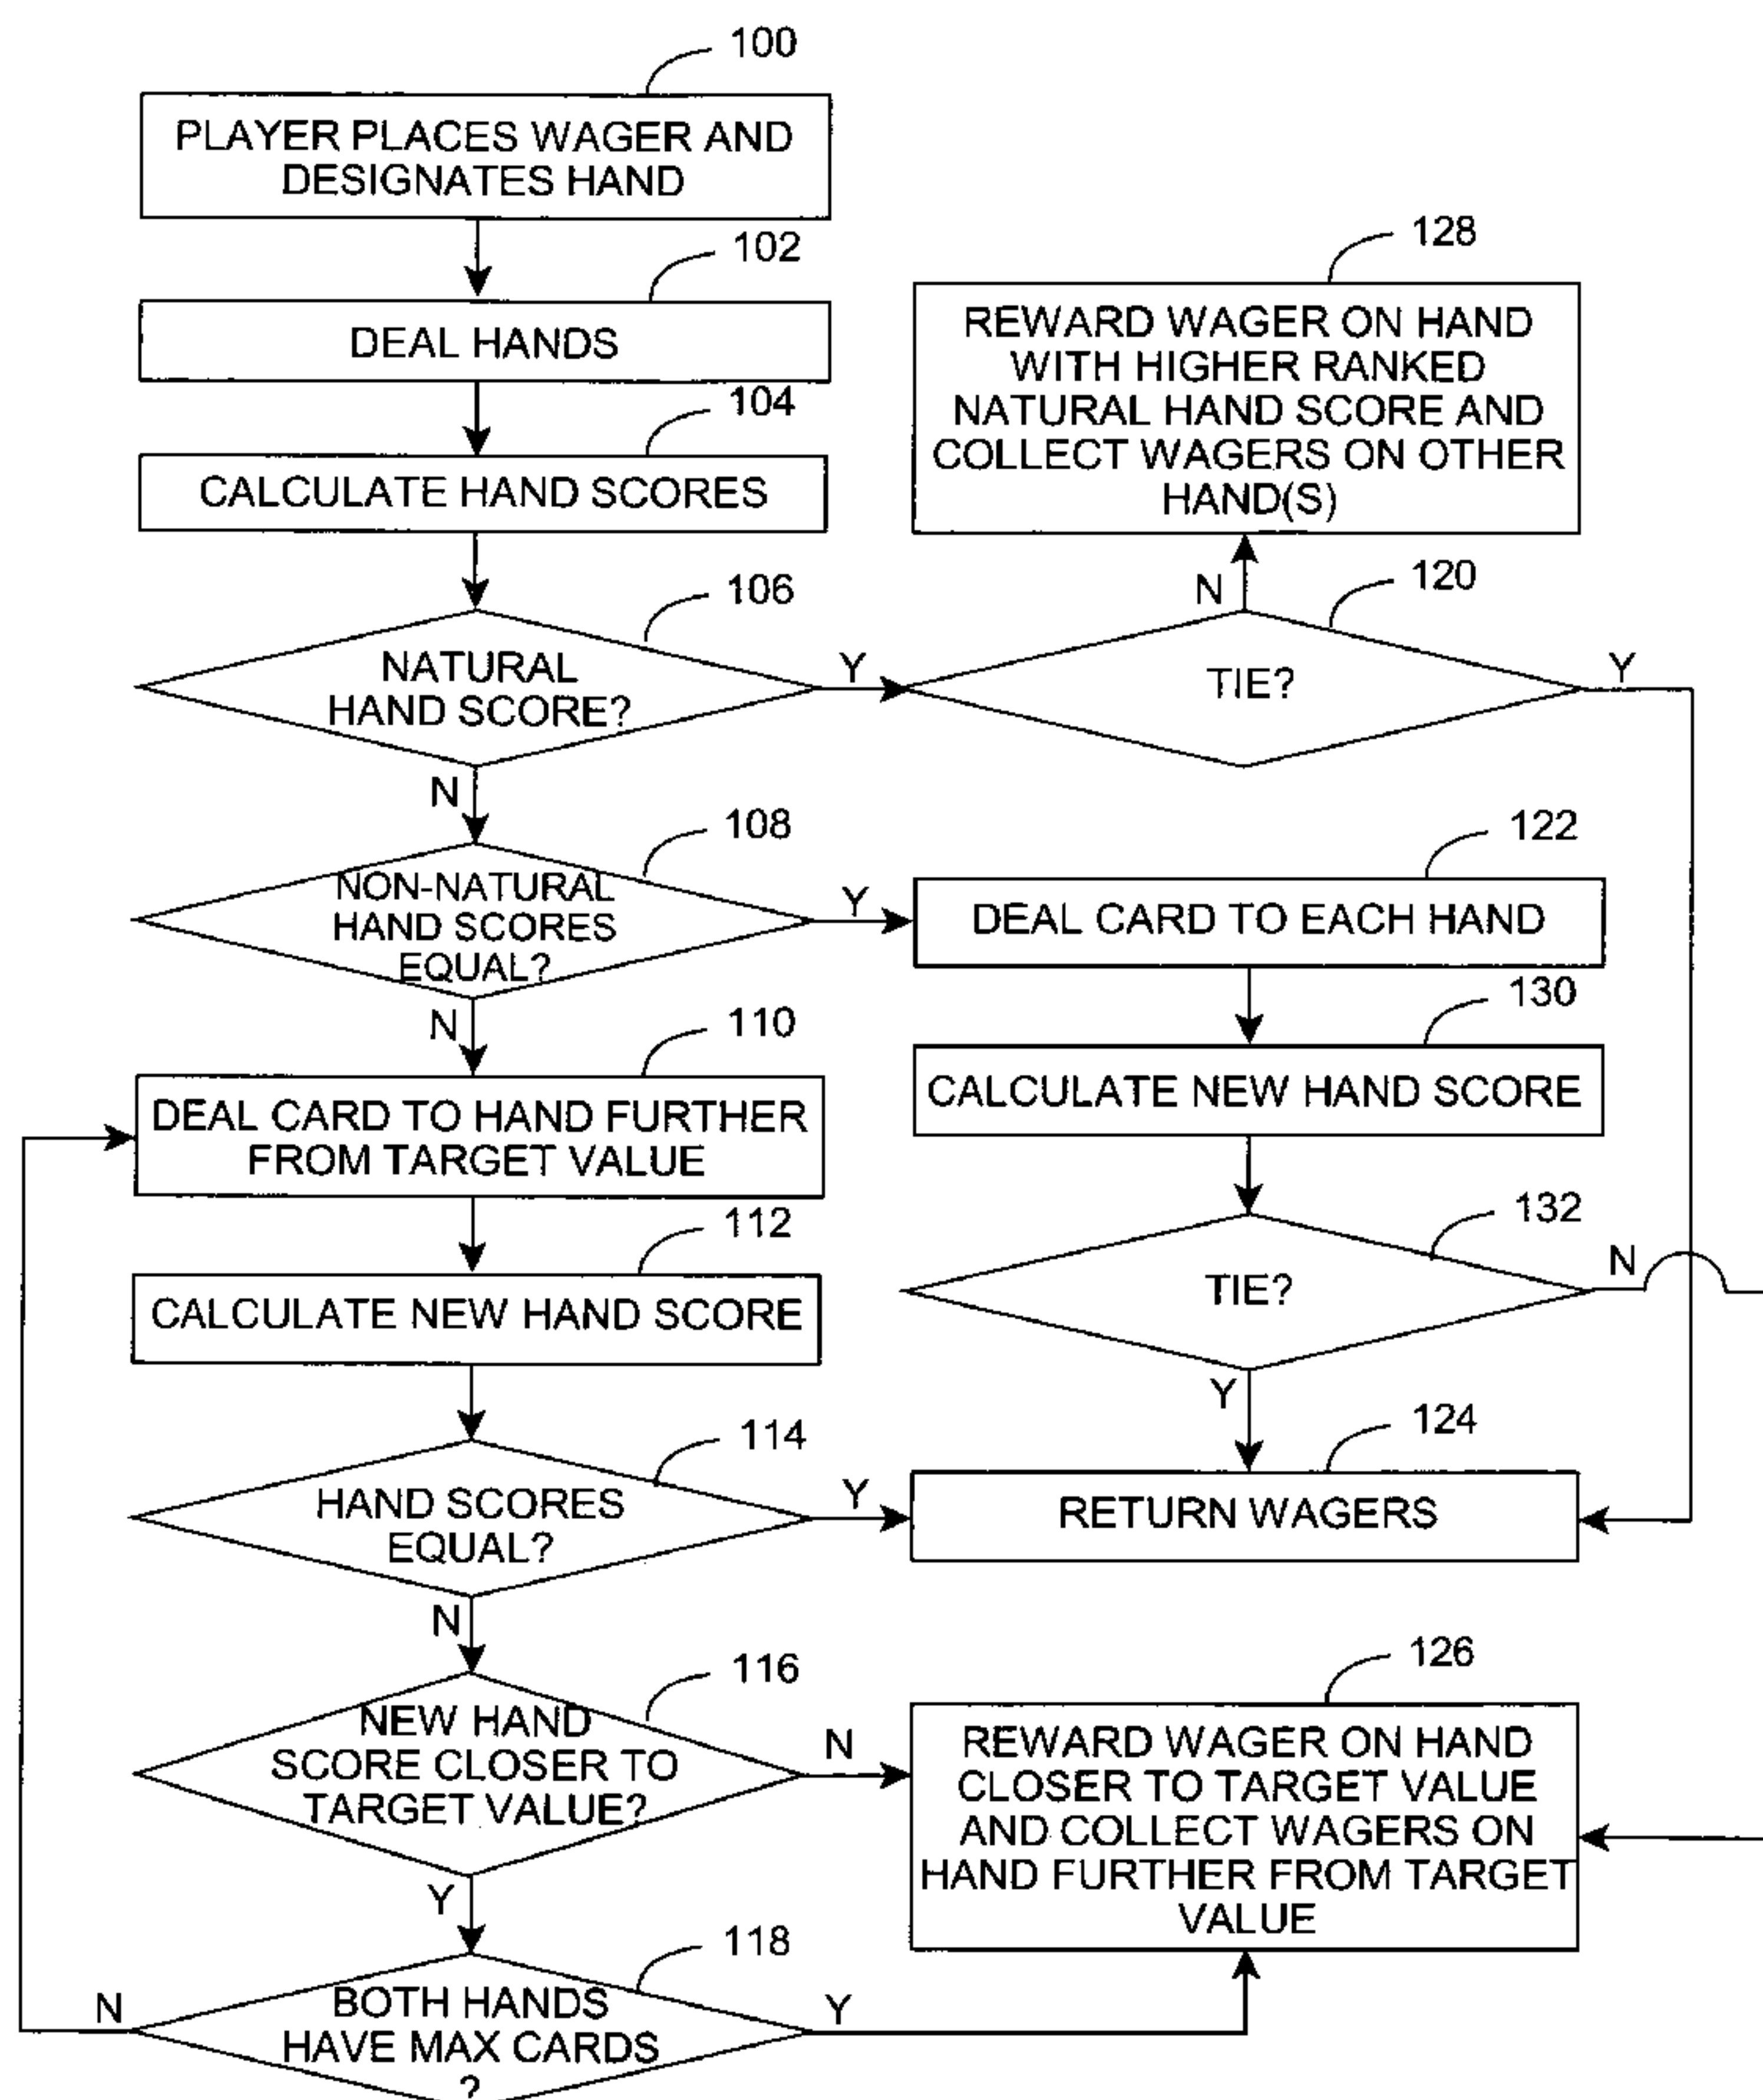 100
PLAYER PLACES WAGER AND
DESIGNATES HAND
102
DEAL HANDS
104
CALCULATE HAND SCORES
128
REWARD WAGER ON HAND
WITH HIGHER RANKED
NATURAL HAND SCORE AND
COLLECT WAGERS ON OTHER
HAND(S)
106
NATURAL
HAND SCORE?
Y
N
120
N
TIE?
Y
108
NON-NATURAL
HAND SCORES
EQUAL?
Y
N
122
DEAL CARD TO EACH HAND
130
CALCULATE NEW HAND SCORE
110
DEAL CARD TO HAND FURTHER
FROM TARGET VALUE
112
CALCULATE NEW HAND SCORE
132
TIE?
N
Y
114
HAND SCORES
EQUAL?
Y
N
124
RETURN WAGERS
116
NEW HAND
SCORE CLOSER TO
TARGET VALUE?
N
Y
126
REWARD WAGER ON HAND
CLOSER TO TARGET VALUE
AND COLLECT WAGERS ON
HAND FURTHER FROM TARGET
VALUE
118
N
BOTH HANDS
HAVE MAX CARDS
?
Y